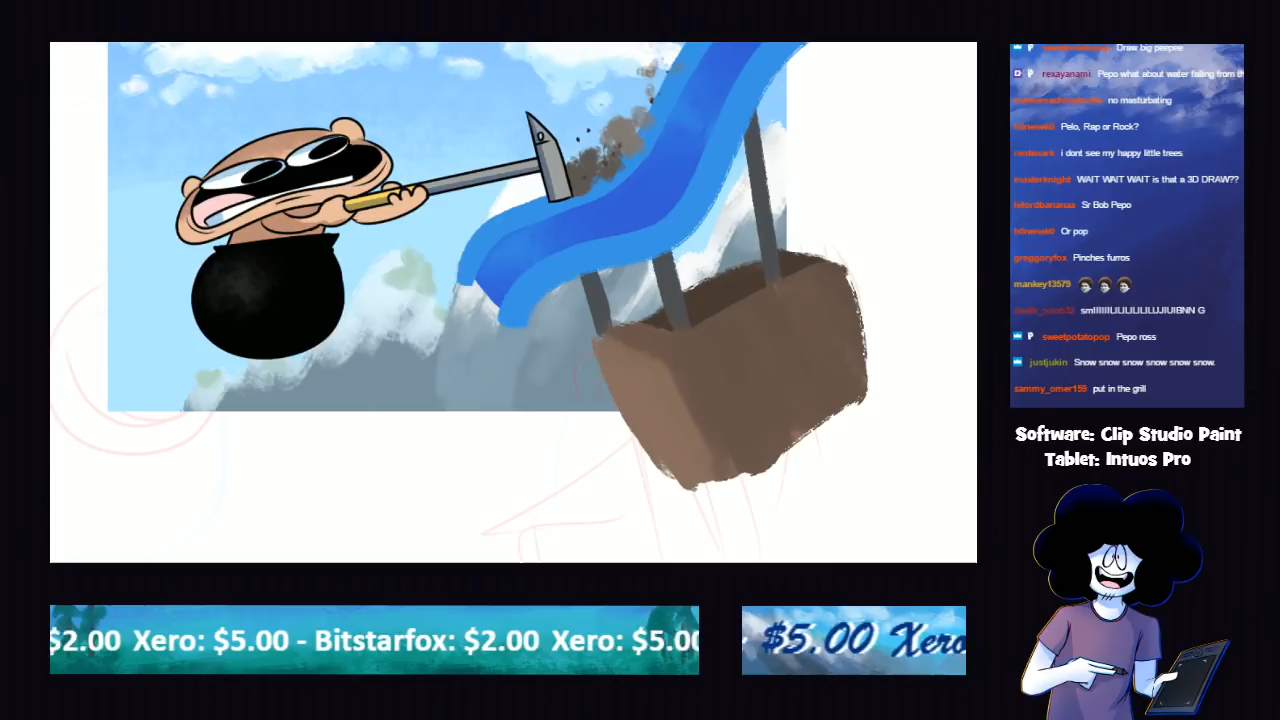 Draw big peepee
rexayanami Pepo what about water falling from th
no masturbating
Pelo, Rap or Rock?
i dont see my happy little trees
maxterknight WAIT WAIT WAIT is that a 3D DRAW??
Sr Bob Pepo
Or pop
greggoryfox Pinches furros
mankey13579
sweetpotatopop Pepo ross
justjukin Snow snow snow snow snow snow.
sammy_omer159 put in the grill
Software: Clip Studio Paint
Tablet: Intuos Pro
$2.00 Xero: $5.00 - Bitstarfox: $2.00 Xero: $5.00
- $5.00 Xero